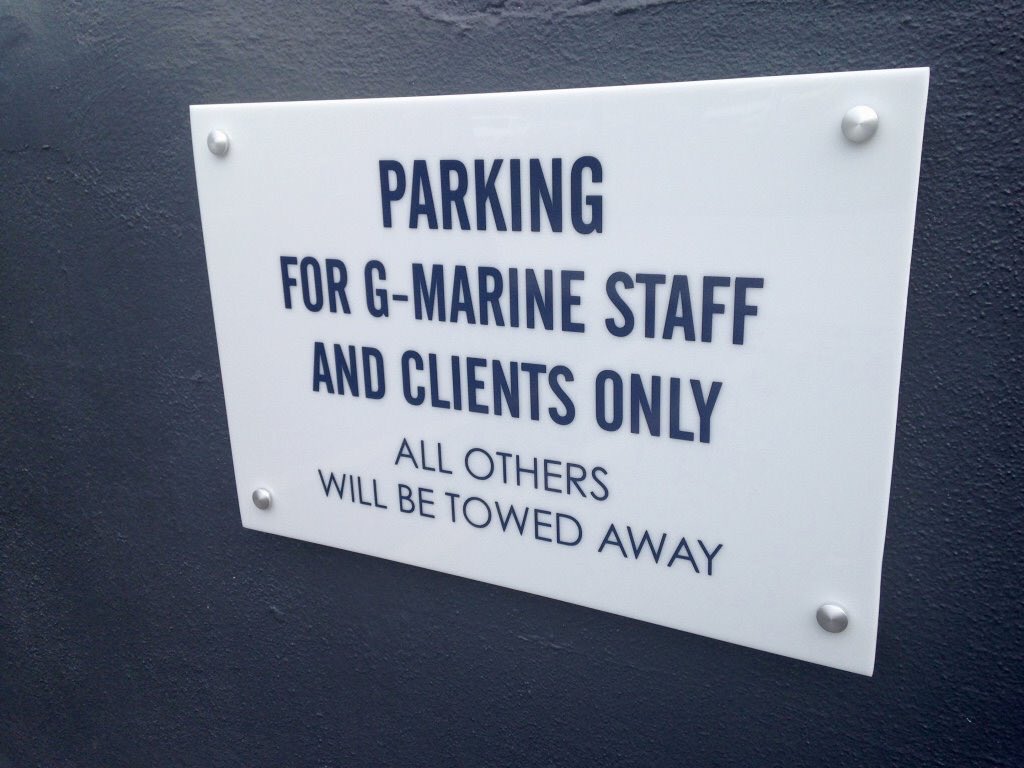 PARKING
FOR G-MARINE STAFF
AND CLIENTS ONLY
ALL OTHERS
WILL BE TOWED AWAY